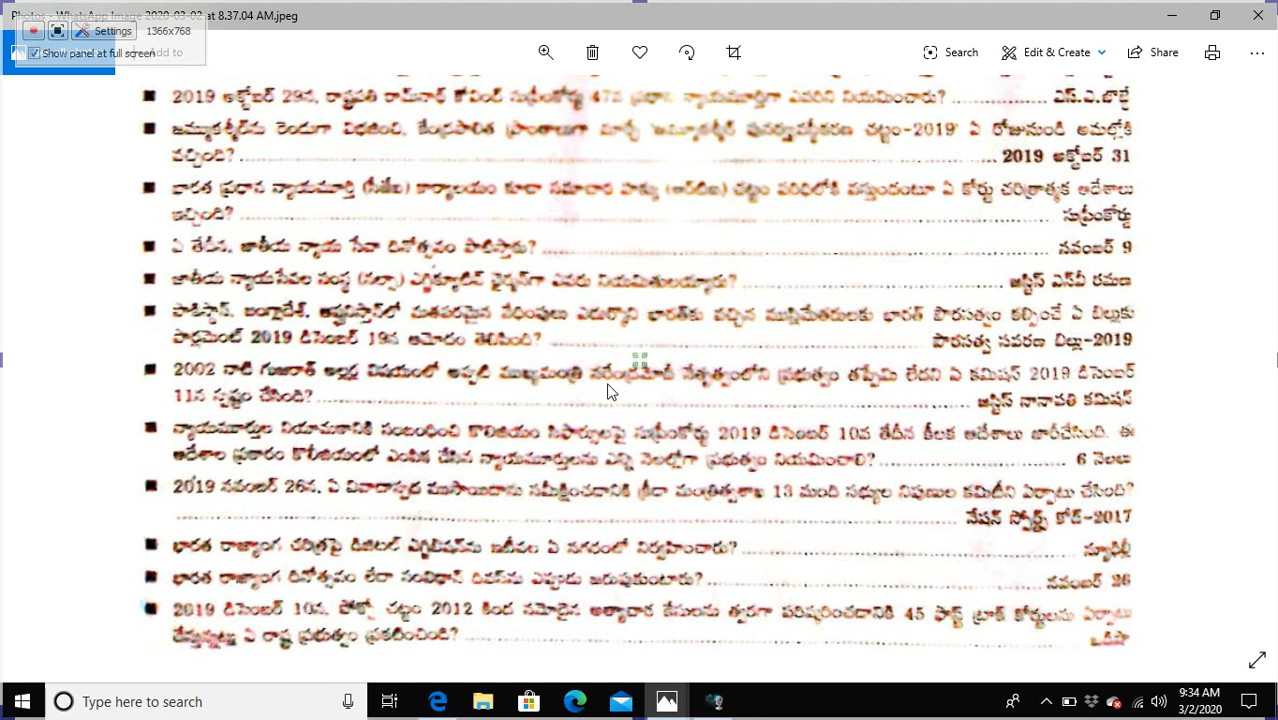 Photos - WhatsApp Image 2020-03-02 at 8.37.04 AM.jpeg
Settings 1366x768
Show panel at full screen
Add to
Search Edit & Create Share
2019 అక్టోబర్ 29న, రాష్ట్రపతి రామ్‌నాథ్ కోవింద్ సుప్రీంకోర్టు 47వ ప్రధాన న్యాయమూర్తిగా ఎవరిని నియమించారు? ................... ఎస్.ఎ.బొబ్డే
జమ్ముకశ్మీర్‌ను రెండుగా విభజించి, కేంద్రపాలిత ప్రాంతాలుగా మార్చే 'జమ్మూకశ్మీర్ పునర్వ్యవస్థీకరణ చట్టం-2019' ఏ రోజునుండి అమల్లోకి
వచ్చింది? ................... 2019 అక్టోబర్ 31
భారత ప్రధాన న్యాయమూర్తి (సీజేఐ) కార్యాలయం కూడా సమాచార హక్కు (ఆర్‌టీఐ) చట్టం పరిధిలోకి వస్తుందంటూ ఏ కోర్టు చరిత్రాత్మక ఆదేశాలు
ఇచ్చింది? ................... సుప్రీంకోర్టు
ఏ తేదీన, జాతీయ న్యాయ సేవా దినోత్సవం పాటిస్తారు? ................... నవంబర్ 9
జాతీయ న్యాయసేవల సంస్థ (నల్సా) ఎగ్జిక్యూటివ్ ఛైర్మన్‌గా ఎవరు నియమితులయ్యారు? ................... జస్టిస్ ఎన్‌వీ రమణ
పాకిస్థాన్, బంగ్లాదేశ్, అఫ్గనిస్తాన్‌లో మతపరమైన వేధింపులు ఎదుర్కొని భారత్‌కు వచ్చిన ముస్లిమేతరులకు భారత్ పౌరసత్వం కల్పించే ఏ బిల్లుకు
పార్లమెంట్ 2019 డిసెంబర్ 19న ఆమోదం తెలిపింది? ................... పౌరసత్వ సవరణ బిల్లు-2019
2002 నాటి గుజరాత్ అల్లర్ల విషయంలో అప్పటి ముఖ్యమంత్రి నరేంద్రమోదీ నేతృత్వంలోని ప్రభుత్వం తప్పేమి లేదని ఏ కమిషన్ 2019 డిసెంబర్
11న స్పష్టం చేసింది? ................... జస్టిస్ నానావతి కమిషన్
న్యాయమూర్తుల నియామకానికి సంబంధించి కొలీజియం సిఫార్సులపై సుప్రీంకోర్టు 2019 డిసెంబర్ 10వ తేదీన కీలక ఆదేశాలు జారీచేసింది. ఈ
ఆదేశాల ప్రకారం కొలీజియంలో ఎంపిక చేసిన న్యాయమూర్తులను ఎన్ని నెలల్లోగా ప్రభుత్వం నియమించాలి? ................... 6 నెలలు
2019 నవంబర్ 26న, ఏ వివాదాస్పద ముసాయిదాను సమీక్షించడానికి క్రీడా మంత్రిత్వశాఖ 13 మంది సభ్యుల నిపుణుల కమిటీని ఏర్పాటు చేసింది?
................... నేషన్ స్పోర్ట్స్ కోడ్-2017
భారత రాజ్యాంగ చరిత్రపై డిజిటల్ ఎగ్జిబిషన్‌ను ఇటీవల ఏ నగరంలో నిర్వహించారు? ................... న్యూఢిల్లీ
భారత రాజ్యాంగ దినోత్సవం లేదా సంవిధాన్ దివస్‌ను ఎప్పుడు జరుపుకుంటారు? ................... నవంబర్ 26
2019 డిసెంబర్ 10న, పోక్సో చట్టం 2012 కింద నమోదైన అత్యాచార కేసులను త్వరగా పరిష్కరించడానికి 45 ఫాస్ట్ ట్రాక్ కోర్టులను ఏర్పాటు
చేస్తున్నట్లు ఏ రాష్ట్ర ప్రభుత్వం ప్రకటించింది? ................... ఒడిషా
Type here to search
9:34 AM
3/2/2020